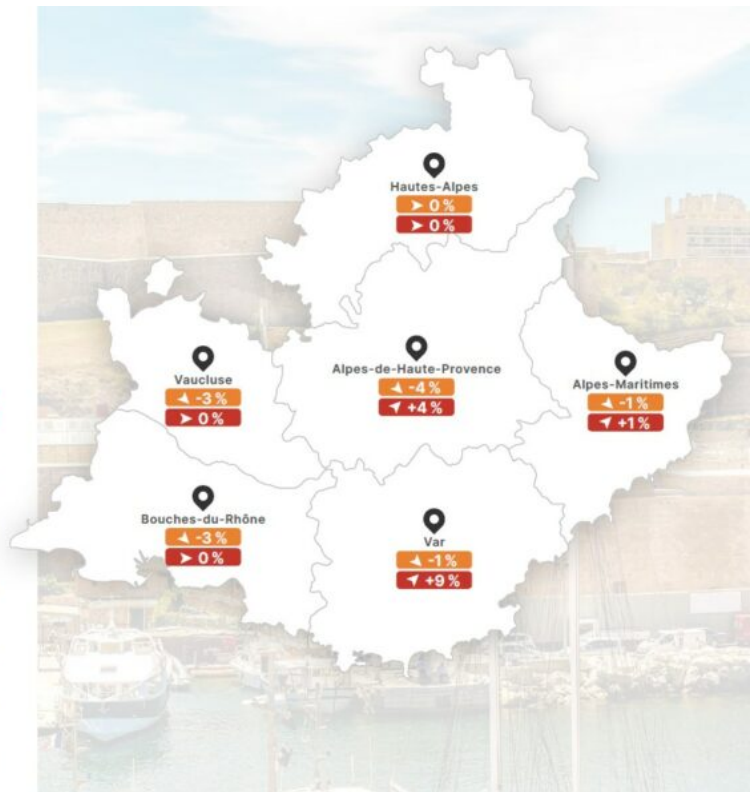 Hautes-Alpes
0 %
0 %
Alpes-de-Haute-Provence
-4 %
+4 %
Vaucluse
-3 %
0 %
Alpes-Maritimes
-1 %
+1 %
Bouches-du-Rhône
-3 %
0 %
Var
-1 %
+9 %